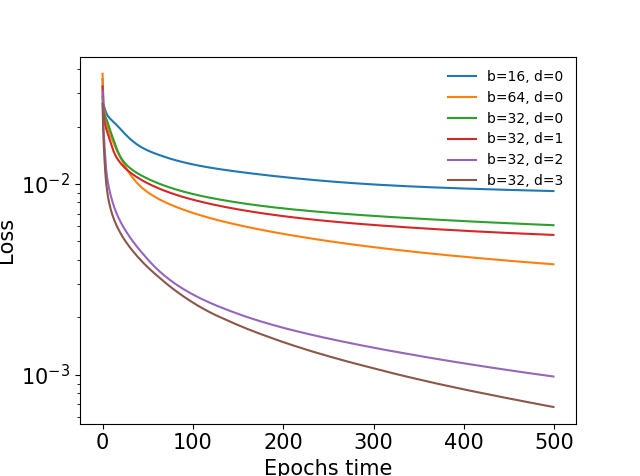 b=16, d=0
b=64, d=0
b=32, d=0
b=32, d=1
b=32, d=2
b=32, d=3
Loss
10⁻²
10⁻³
0 100 200 300 400 500
Epochs time